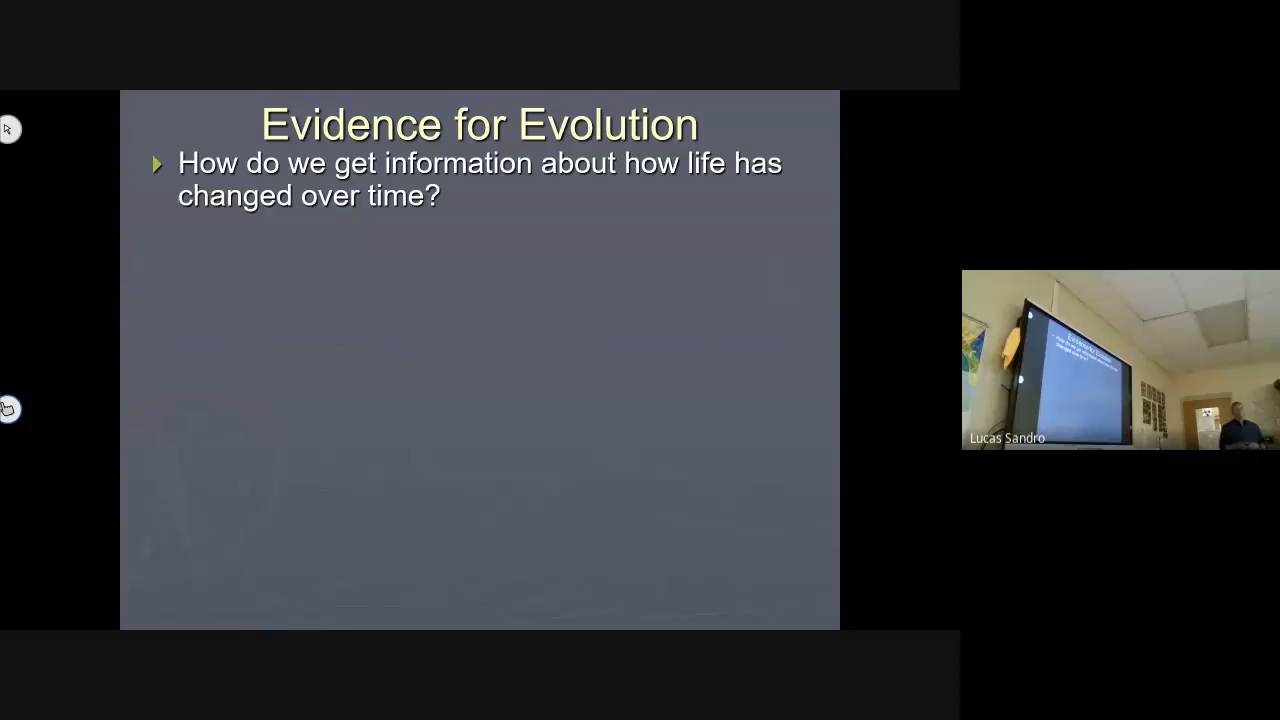 Evidence for Evolution
How do we get information about how life has
changed over time?
Lucas Sandro